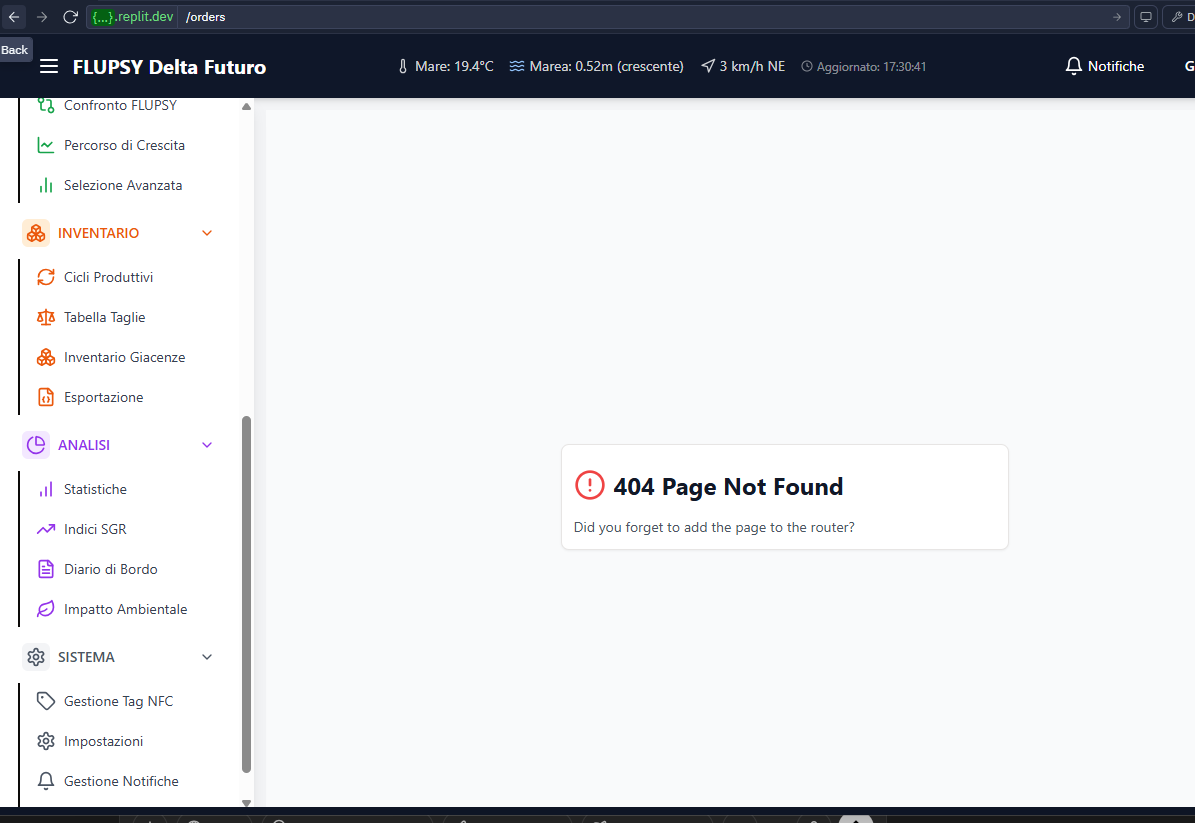 {...}.replit.dev /orders
Back
FLUPSY Delta Futuro
Mare: 19.4°C
Marea: 0.52m (crescente)
3 km/h NE
Aggiornato: 17:30:41
Notifiche
Confronto FLUPSY
Percorso di Crescita
Selezione Avanzata
INVENTARIO
Cicli Produttivi
Tabella Taglie
Inventario Giacenze
Esportazione
ANALISI
Statistiche
Indici SGR
Diario di Bordo
Impatto Ambientale
SISTEMA
Gestione Tag NFC
Impostazioni
Gestione Notifiche
404 Page Not Found
Did you forget to add the page to the router?